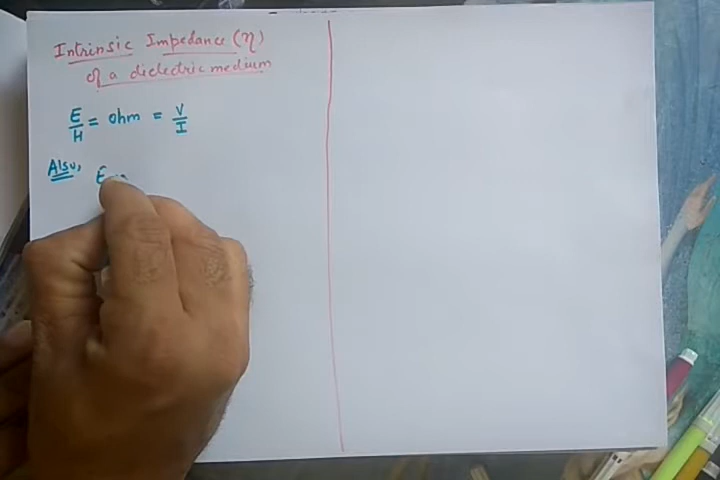 Intrinsic Impedance (η)
of a dielectric medium
E/H = ohm = V/I
Also, E